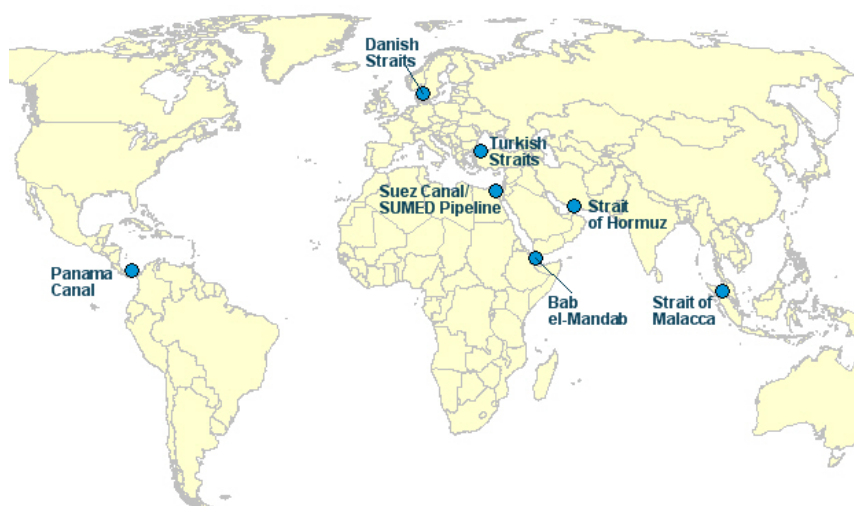 Danish
Straits
Turkish
Straits
Suez Canal/
SUMED Pipeline
Strait
of Hormuz
Panama
Canal
Bab
el-Mandab
Strait of
Malacca